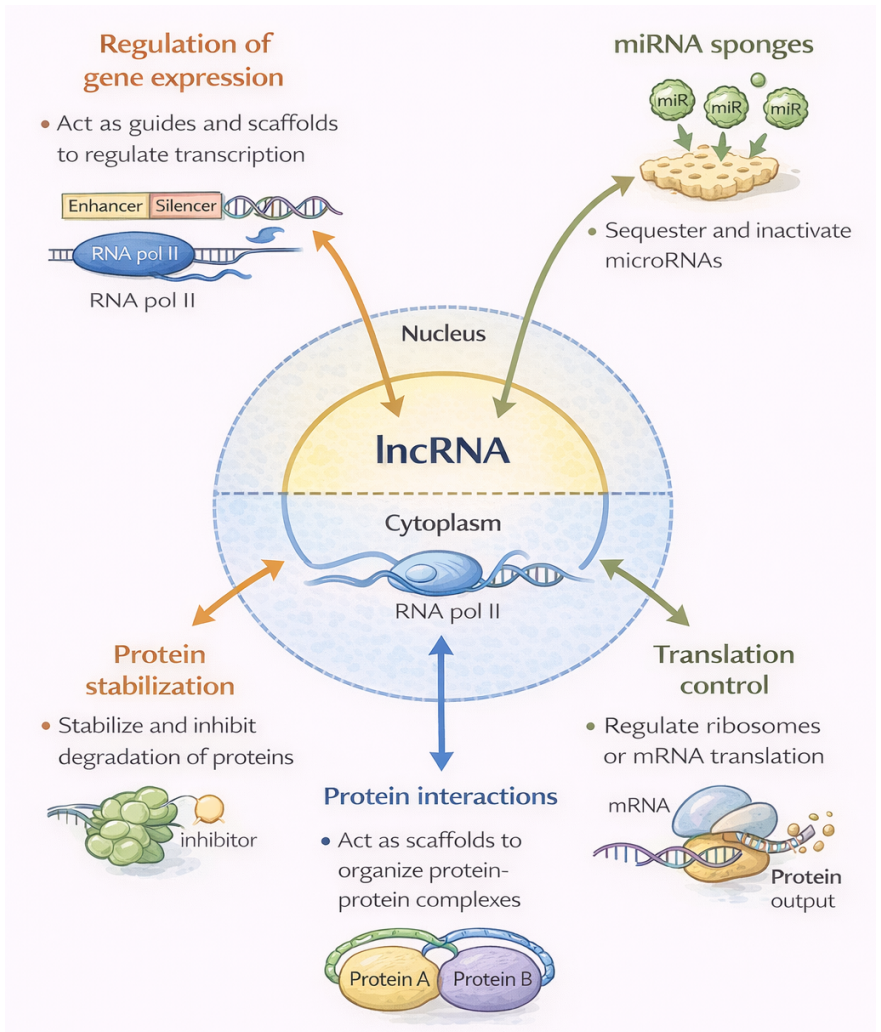 Regulation of
gene expression
• Act as guides and scaffolds
to regulate transcription
Enhancer Silencer
RNA pol II
RNA pol II
miRNA sponges
miR miR miR
• Sequester and inactivate
microRNAs
Nucleus
lncRNA
Cytoplasm
RNA pol II
Protein
stabilization
• Stabilize and inhibit
degradation of proteins
inhibitor
Protein interactions
• Act as scaffolds to
organize protein-
protein complexes
Protein A Protein B
Translation
control
• Regulate ribosomes
or mRNA translation
mRNA
Protein
output